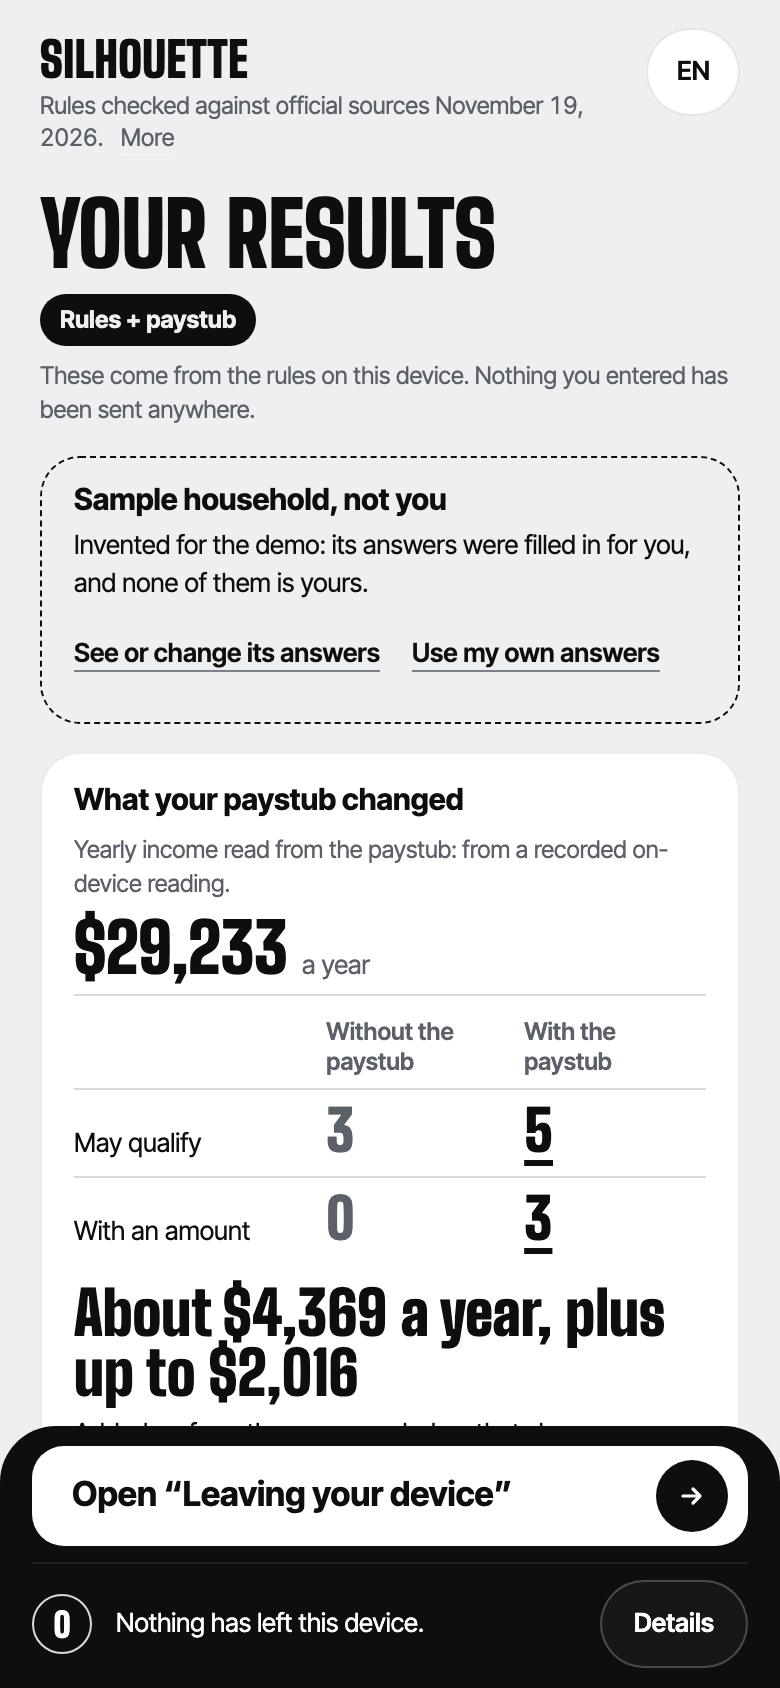 SILHOUETTE
EN
Rules checked against official sources November 19,
2026. More
YOUR RESULTS
Rules + paystub
These come from the rules on this device. Nothing you entered has
been sent anywhere.
Sample household, not you
Invented for the demo: its answers were filled in for you,
and none of them is yours.
See or change its answers Use my own answers
What your paystub changed
Yearly income read from the paystub: from a recorded on-
device reading.
$29,233 a year
Without the With the
paystub paystub
May qualify 3 5
With an amount 0 3
About $4,369 a year, plus
up to $2,016
Open “Leaving your device”
0 Nothing has left this device. Details